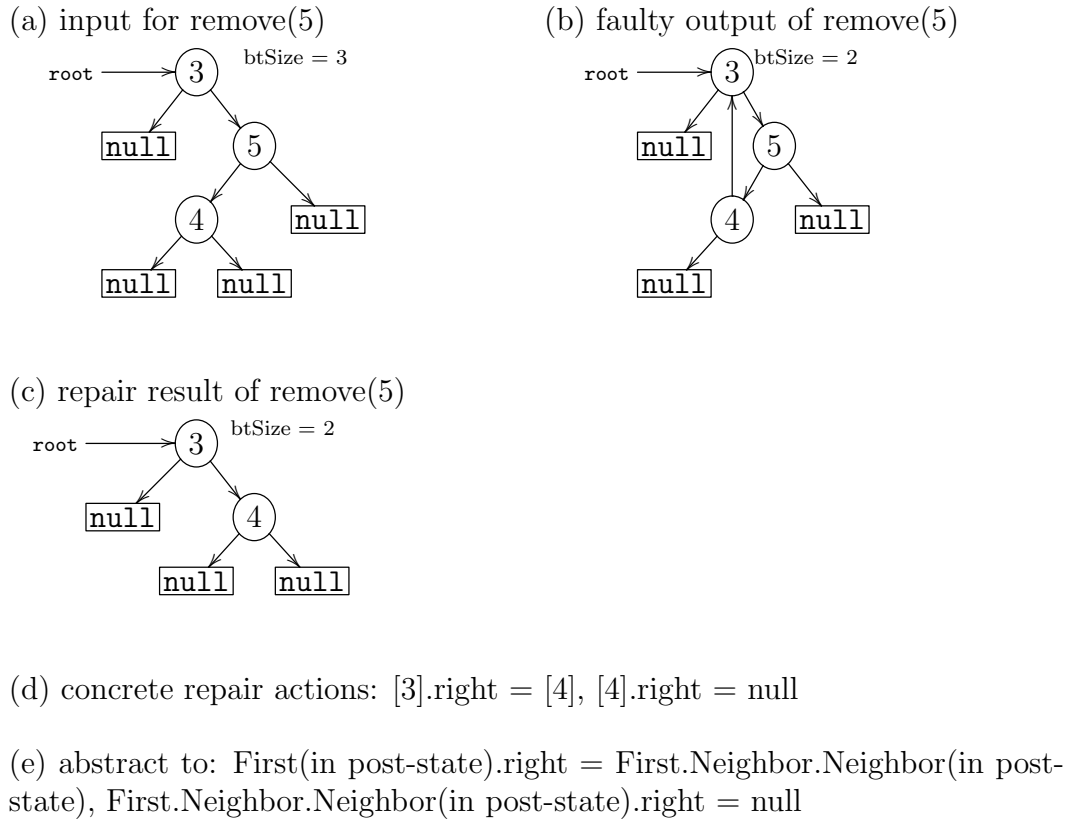 (a) input for remove(5)
(b) faulty output of remove(5)
root
3
btSize = 3
null
5
4
null
null
null
root
3
btSize = 2
null
5
4
null
null
(c) repair result of remove(5)
root
3
btSize = 2
null
4
null
null
(d) concrete repair actions: [3].right = [4], [4].right = null
(e) abstract to: First(in post-state).right = First.Neighbor.Neighbor(in post-
state), First.Neighbor.Neighbor(in post-state).right = null